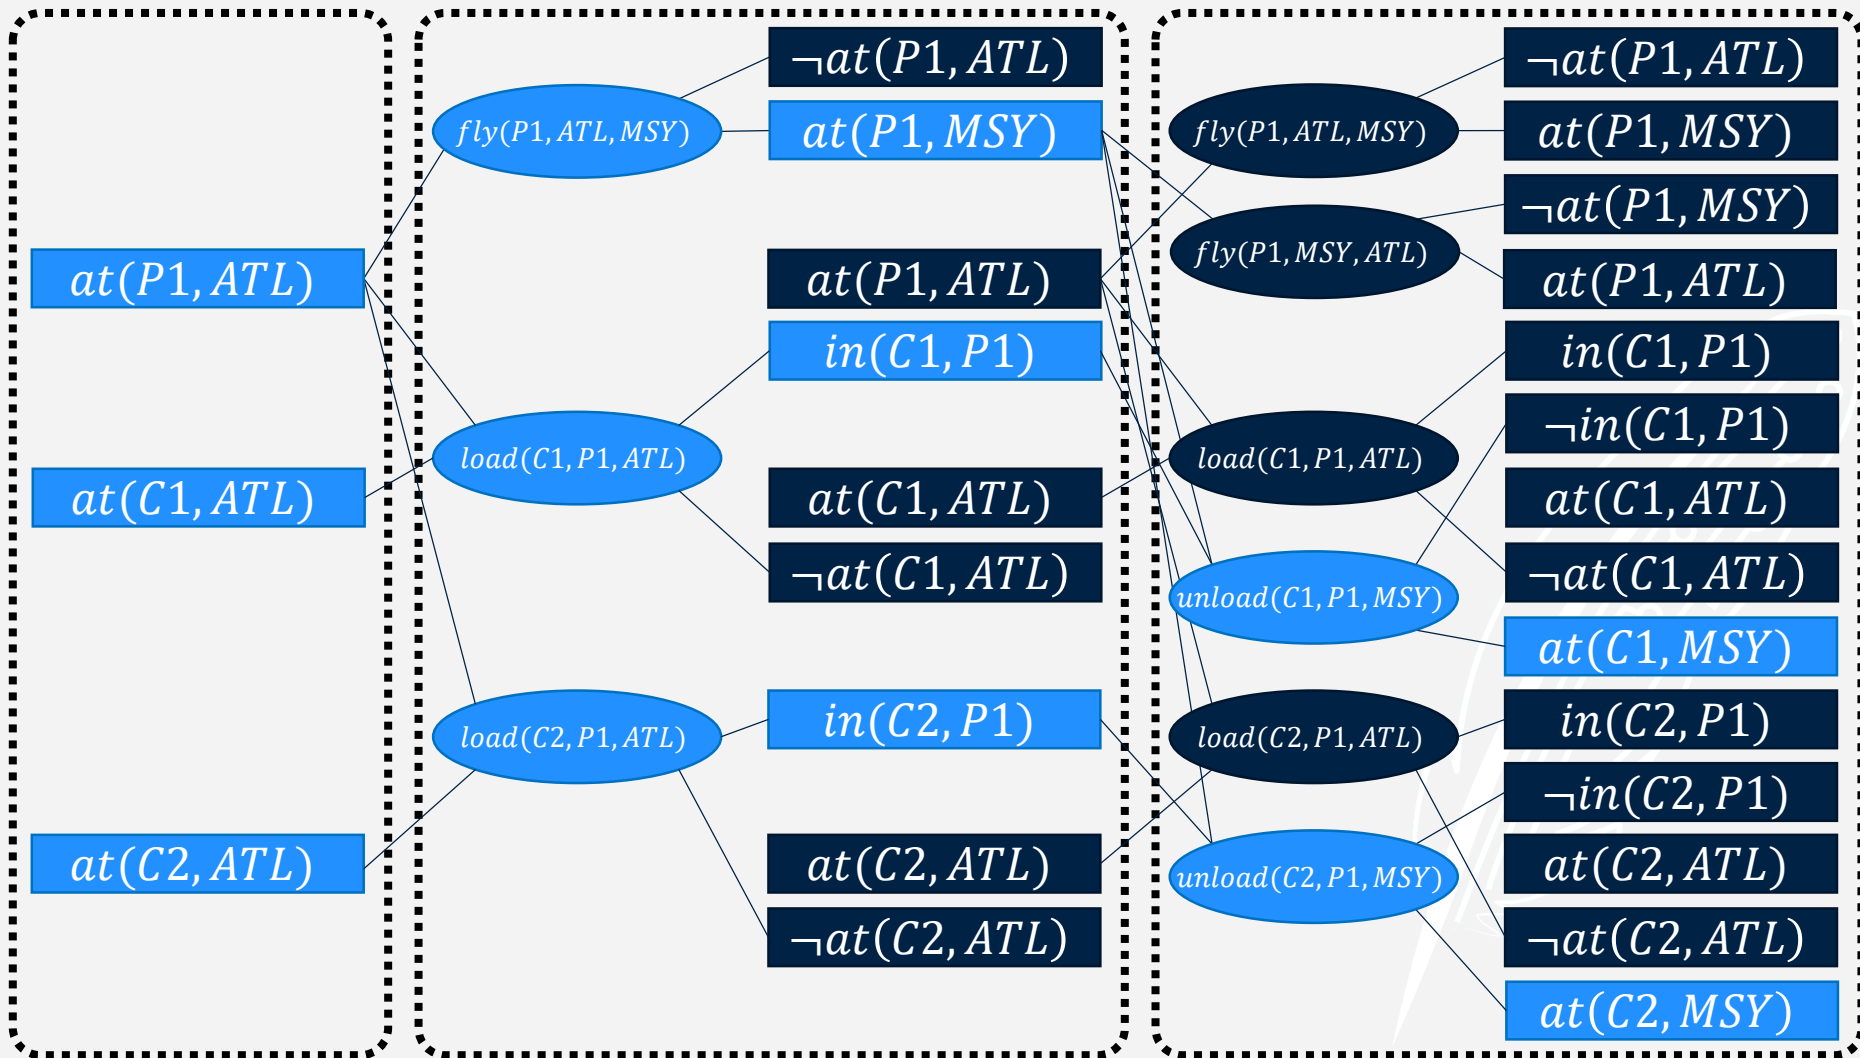 at(P1, ATL)
at(C1, ATL)
at(C2, ATL)
fly(P1, ATL, MSY)
load(C1, P1, ATL)
load(C2, P1, ATL)
¬at(P1, ATL)
at(P1, MSY)
at(P1, ATL)
in(C1, P1)
at(C1, ATL)
¬at(C1, ATL)
in(C2, P1)
at(C2, ATL)
¬at(C2, ATL)
fly(P1, ATL, MSY)
fly(P1, MSY, ATL)
load(C1, P1, ATL)
unload(C1, P1, MSY)
load(C2, P1, ATL)
unload(C2, P1, MSY)
¬at(P1, ATL)
at(P1, MSY)
¬at(P1, MSY)
at(P1, ATL)
in(C1, P1)
¬in(C1, P1)
at(C1, ATL)
¬at(C1, ATL)
at(C1, MSY)
in(C2, P1)
¬in(C2, P1)
at(C2, ATL)
¬at(C2, ATL)
at(C2, MSY)